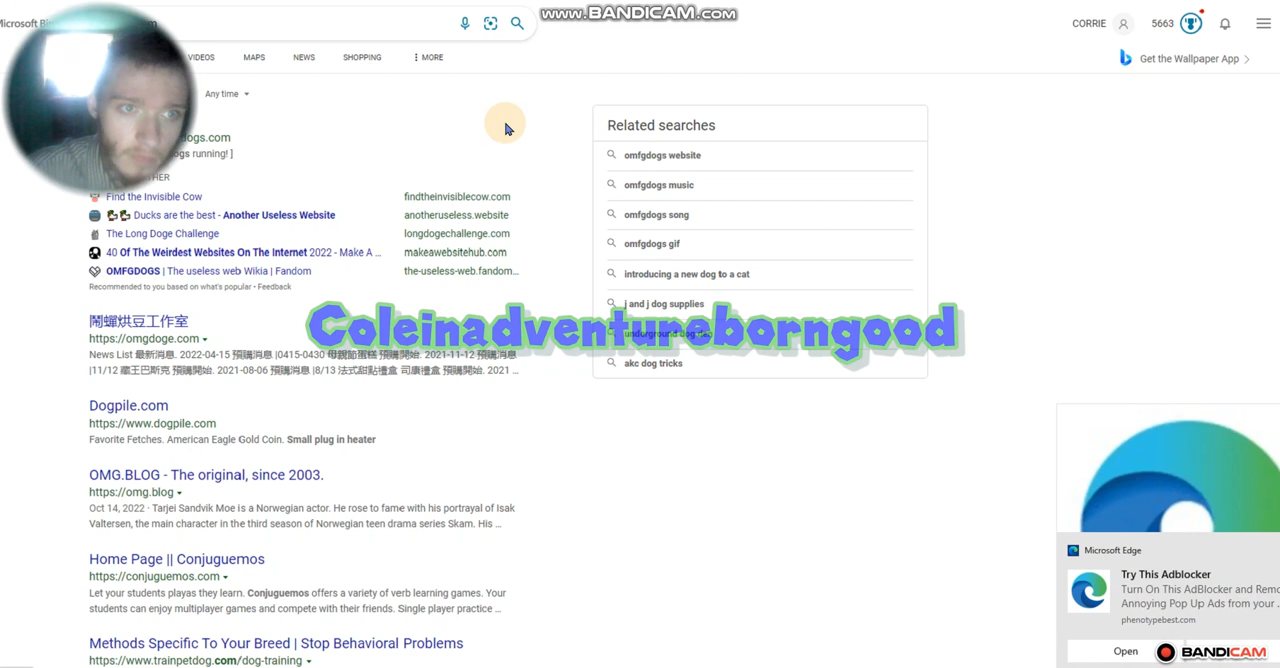 www.BANDICAM.com
Microsoft Bi
CORRIE
5663
VIDEOS
MAPS
NEWS
SHOPPING
MORE
Get the Wallpaper App
Any time
dogs.com
gs running! ]
HER
Find the Invisible Cow findtheinvisiblecow.com
Ducks are the best - Another Useless Website anotheruseless.website
The Long Doge Challenge longdogechallenge.com
40 Of The Weirdest Websites On The Internet 2022 - Make A ... makeawebsitehub.com
OMFGDOGS | The useless web Wikia | Fandom the-useless-web.fandom...
Recommended to you based on what's popular • Feedback
Related searches
omfgdogs website
omfgdogs music
omfgdogs song
omfgdogs gif
introducing a new dog to a cat
j and j dog supplies
underground dog
akc dog tricks
Coleinadventureborngood
鬧蟬烘豆工作室
https://omgdoge.com
News List 最新消息. 2022-04-15 預購消息 |0415-0430 母親節蛋糕 預購開始. 2021-11-12 預購消息
|11/12 藏王巴斯克 預購開始. 2021-08-06 預購消息 |8/13 法式甜點禮盒 司康禮盒 預購開始. 2021 ...
Dogpile.com
https://www.dogpile.com
Favorite Fetches. American Eagle Gold Coin. Small plug in heater
OMG.BLOG - The original, since 2003.
https://omg.blog
Oct 14, 2022 · Tarjei Sandvik Moe is a Norwegian actor. He rose to fame with his portrayal of Isak
Valtersen, the main character in the third season of Norwegian teen drama series Skam. His ...
Home Page || Conjuguemos
https://conjuguemos.com
Let your students playas they learn. Conjuguemos offers a variety of verb learning games. Your
students can enjoy multiplayer games and compete with their friends. Single player practice ...
Methods Specific To Your Breed | Stop Behavioral Problems
https://www.trainpetdog.com/dog-training
Microsoft Edge
Try This Adblocker
Turn On This AdBlocker and Remo
Annoying Pop Up Ads from your ...
phenotypebest.com
Open
BANDICAM